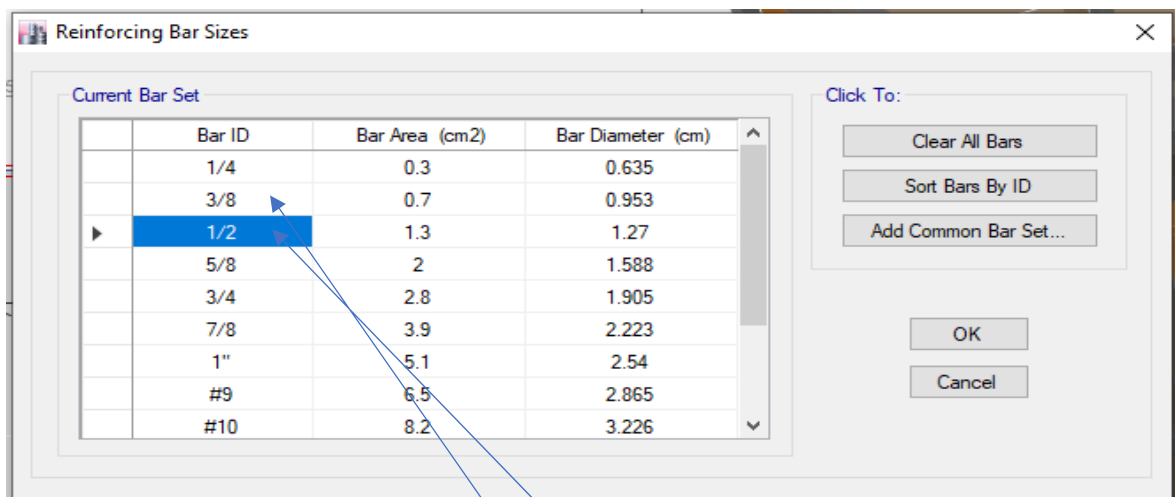 Reinforcing Bar Sizes
Current Bar Set
Bar ID Bar Area (cm2) Bar Diameter (cm)
1/4 0.3 0.635
3/8 0.7 0.953
1/2 1.3 1.27
5/8 2 1.588
3/4 2.8 1.905
7/8 3.9 2.223
1" 5.1 2.54
#9 6.5 2.865
#10 8.2 3.226
Click To:
Clear All Bars
Sort Bars By ID
Add Common Bar Set...
OK
Cancel